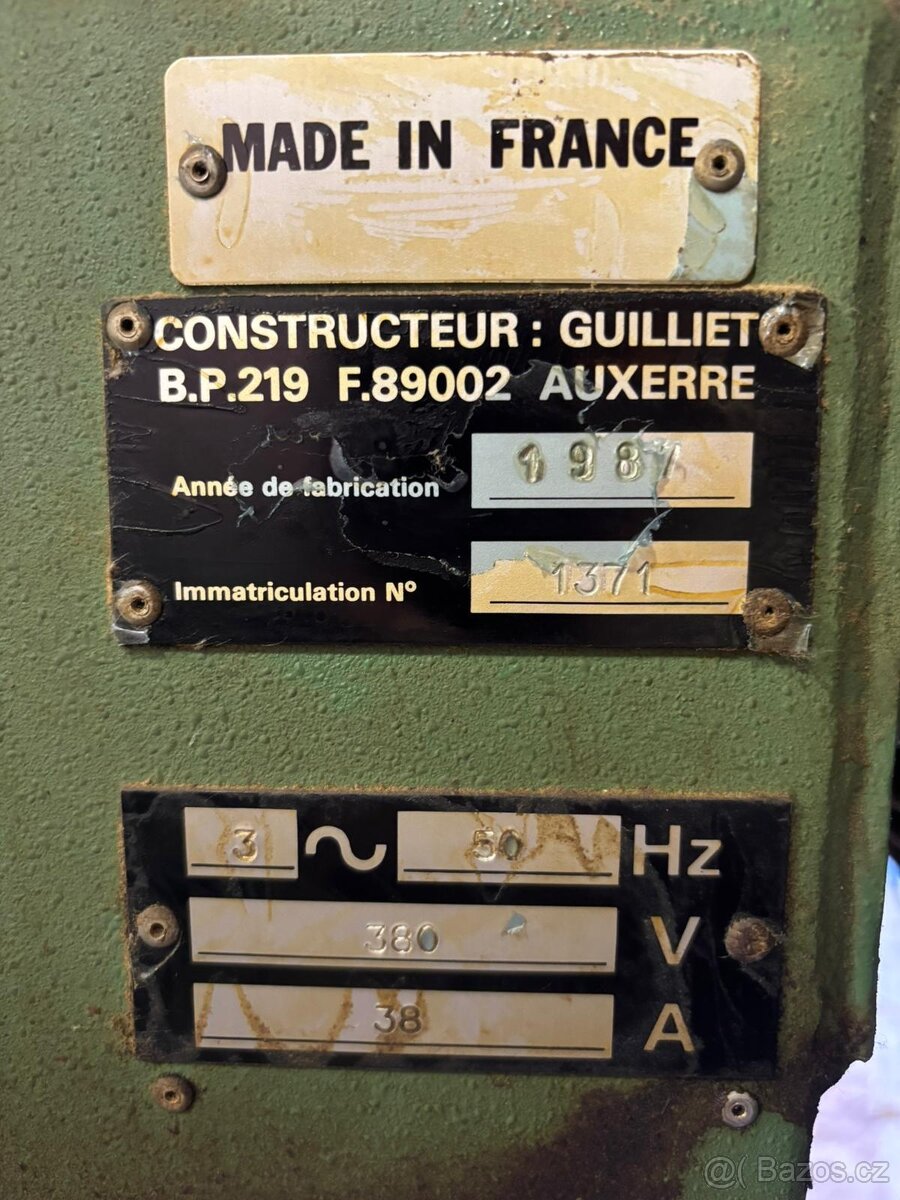 MADE IN FRANCE
CONSTRUCTEUR : GUILLIET
B.P.219 F.89002 AUXERRE
Année de fabrication 1987
Immatriculation N° 1371
3 ~ 50 Hz
380 V
38 A
@( Bazos.cz